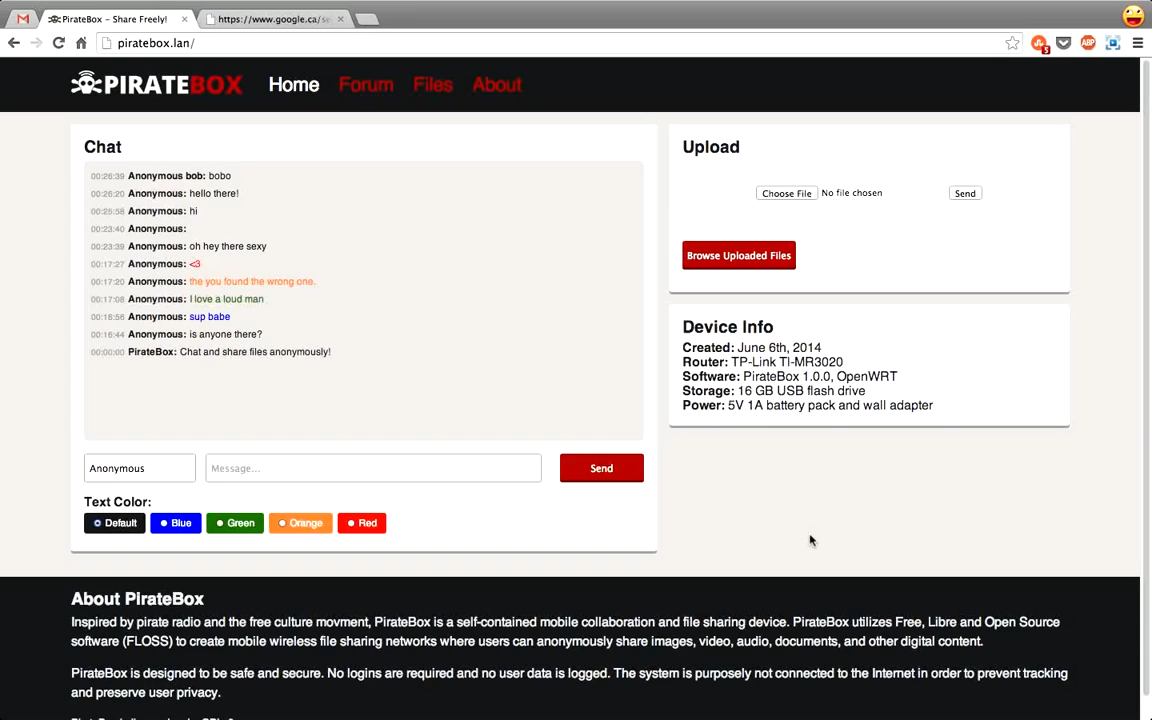 PirateBox – Share Freely!
https://www.google.ca/se
piratebox.lan/
PIRATEBOX Home Forum Files About
Chat
00:26:39 Anonymous bob: bobo
00:26:20 Anonymous: hello there!
00:25:58 Anonymous: hi
00:23:40 Anonymous:
00:23:39 Anonymous: oh hey there sexy
00:17:27 Anonymous: <3
00:17:20 Anonymous: the you found the wrong one.
00:17:08 Anonymous: I love a loud man
00:16:56 Anonymous: sup babe
00:16:44 Anonymous: is anyone there?
00:00:00 PirateBox: Chat and share files anonymously!
Anonymous Message... Send
Text Color:
Default Blue Green Orange Red
Upload
Choose File No file chosen Send
Browse Uploaded Files
Device Info
Created: June 6th, 2014
Router: TP-Link Tl-MR3020
Software: PirateBox 1.0.0, OpenWRT
Storage: 16 GB USB flash drive
Power: 5V 1A battery pack and wall adapter
About PirateBox
Inspired by pirate radio and the free culture movment, PirateBox is a self-contained mobile collaboration and file sharing device. PirateBox utilizes Free, Libre and Open Source
software (FLOSS) to create mobile wireless file sharing networks where users can anonymously share images, video, audio, documents, and other digital content.
PirateBox is designed to be safe and secure. No logins are required and no user data is logged. The system is purposely not connected to the Internet in order to prevent tracking
and preserve user privacy.